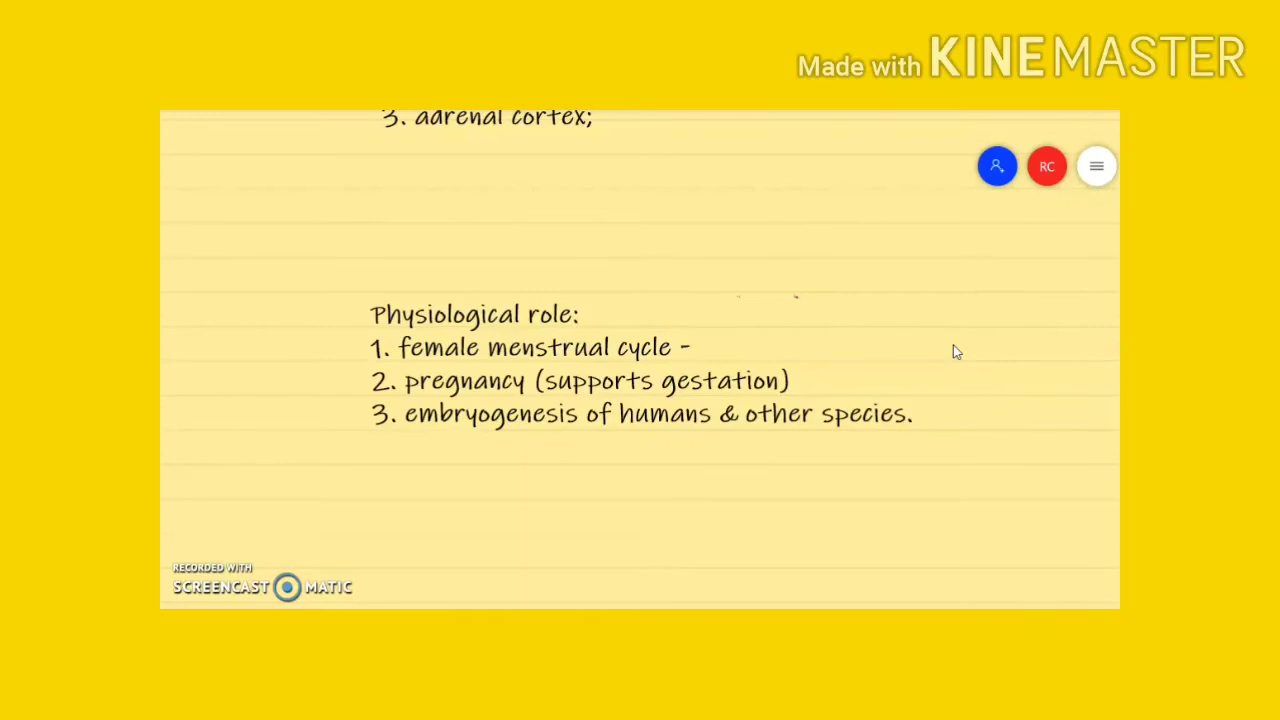 Made with KINEMASTER
3. adrenal cortex;
RC
Physiological role:
1. female menstrual cycle -
2. pregnancy (supports gestation)
3. embryogenesis of humans & other species.
RECORDED WITH
SCREENCAST MATIC